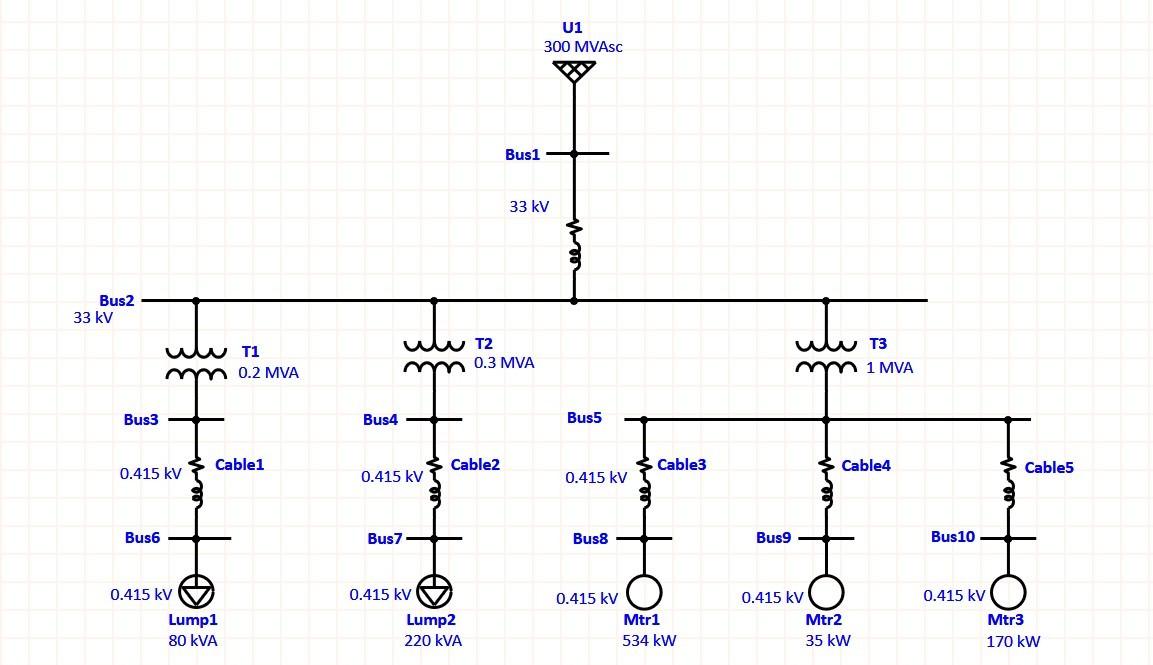 U1
300 MVAsc
Bus1
33 kV
Bus2
33 kV
T1
0.2 MVA
T2
0.3 MVA
T3
1 MVA
Bus3
Bus4
Bus5
0.415 kV
Cable1
0.415 kV
Cable2
0.415 kV
Cable3
Cable4
Cable5
Bus6
Bus7
Bus8
Bus9
Bus10
0.415 kV
0.415 kV
0.415 kV
0.415 kV
0.415 kV
Lump1
80 kVA
Lump2
220 kVA
Mtr1
534 kW
Mtr2
35 kW
Mtr3
170 kW